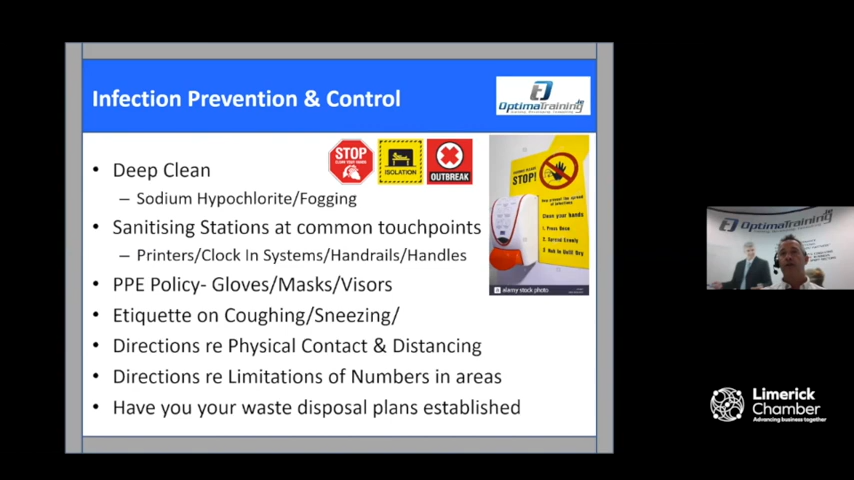 Infection Prevention & Control
OptimaTraining.ie
STOP
ISOLATION
OUTBREAK
• Deep Clean
– Sodium Hypochlorite/Fogging
• Sanitising Stations at common touchpoints
– Printers/Clock In Systems/Handrails/Handles
• PPE Policy- Gloves/Masks/Visors
• Etiquette on Coughing/Sneezing/
• Directions re Physical Contact & Distancing
• Directions re Limitations of Numbers in areas
• Have you your waste disposal plans established
STOP!
Clean your hands
1. Press Once
2. Spread Evenly
3. Rub In Until Dry
alamy stock photo
OptimaTraining
Limerick
Chamber
Advancing business together